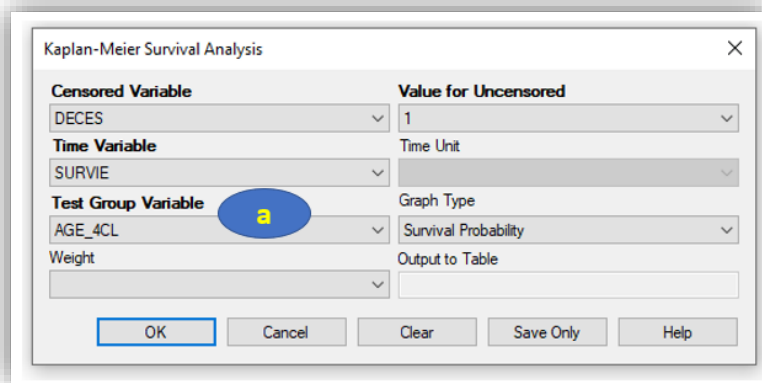 Kaplan-Meier Survival Analysis
Censored Variable
DECES
Value for Uncensored
1
Time Variable
SURVIE
Time Unit
Test Group Variable
a
AGE_4CL
Graph Type
Survival Probability
Weight
Output to Table
OK Cancel Clear Save Only Help